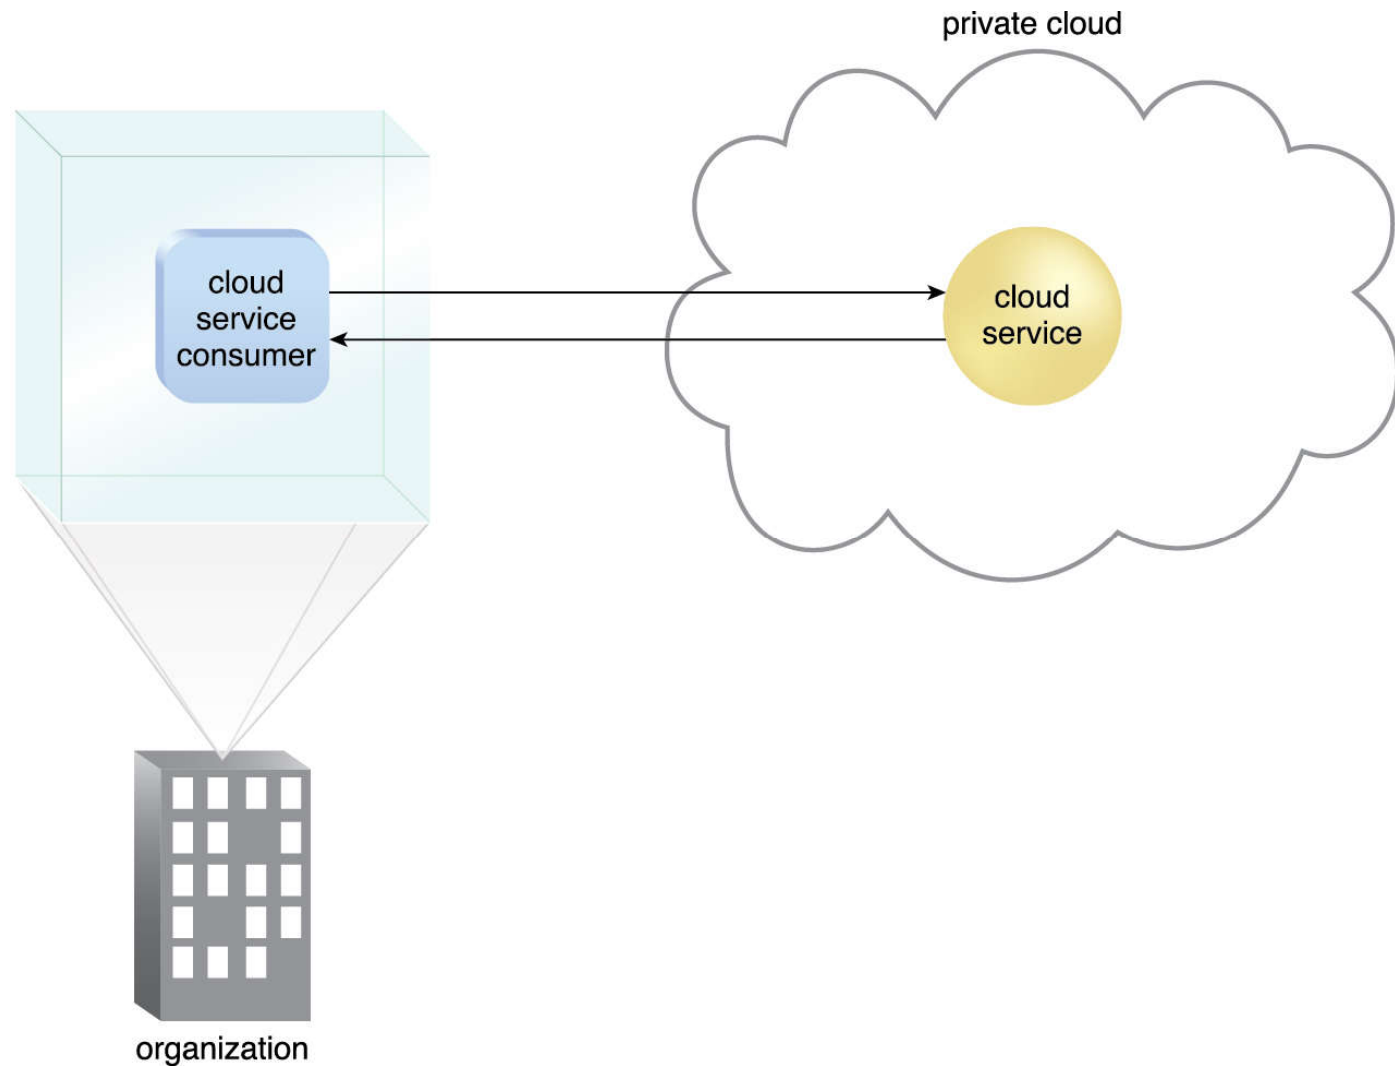 private cloud
cloud
service
consumer
cloud
service
organization